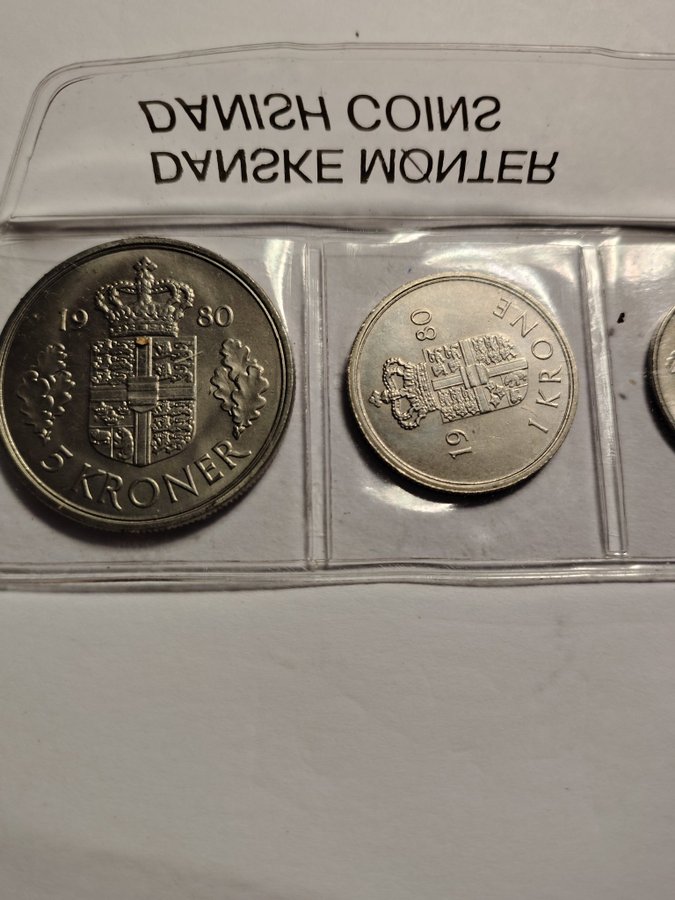 DANSKE MØNTER
DANISH COINS
19 80
5 KRONER
19 80
1 KRONE